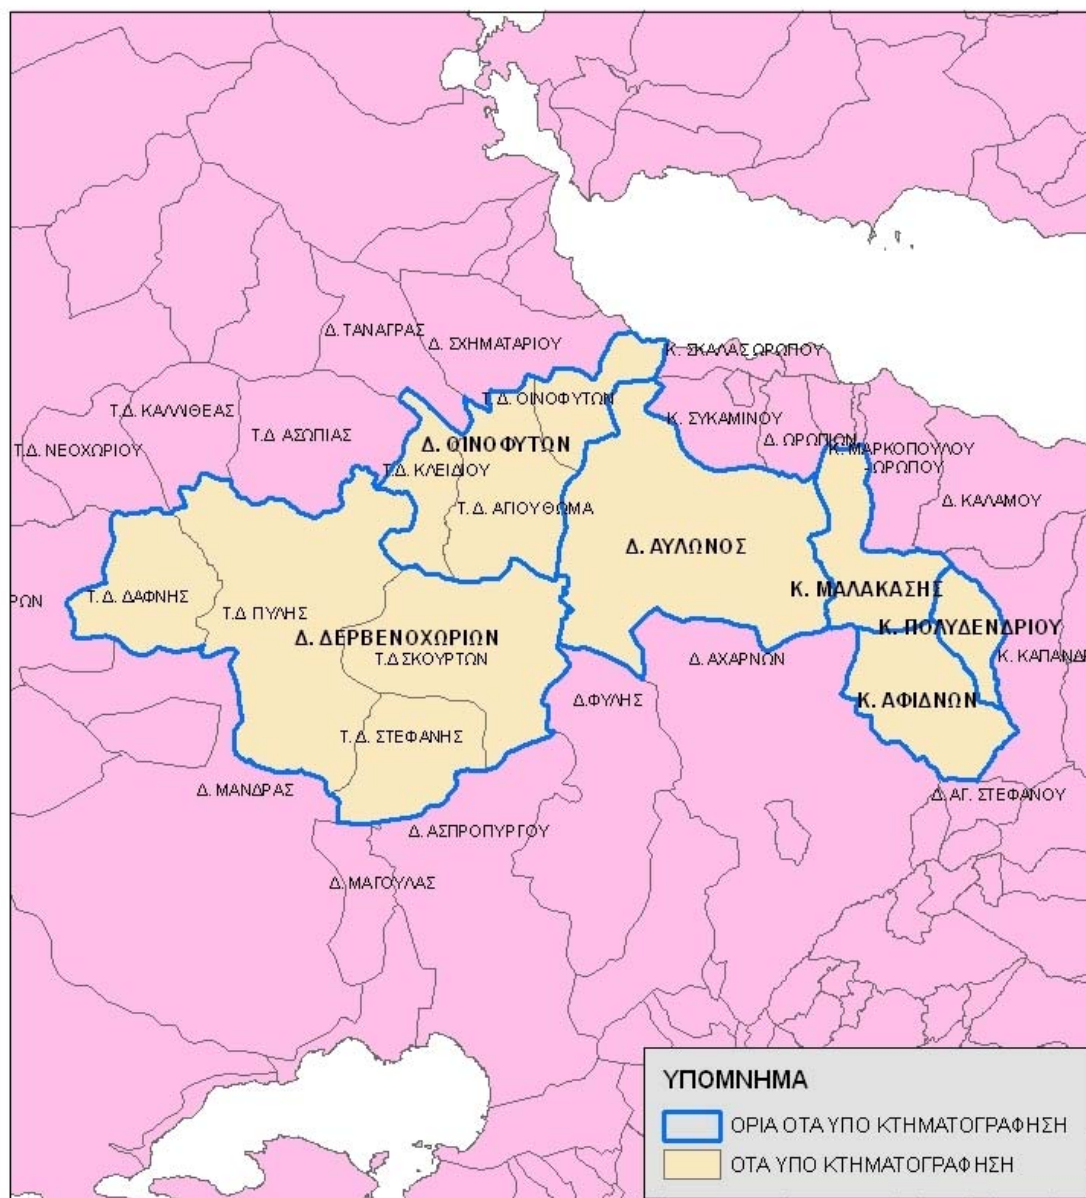 Δ. ΤΑΝΑΓΡΑΣ
Δ. ΣΧΗΜΑΤΑΡΙΟΥ
Κ. ΣΚΑΛΑΣ ΩΡΩΠΟΥ
Τ.Δ. ΚΑΛΛΙΘΕΑΣ
Τ.Δ. ΟΙΝΟΦΥΤΩΝ
Κ. ΣΥΚΑΜΙΝΟΥ
Τ.Δ. ΝΕΟΧΩΡΙΟΥ
Τ.Δ. ΑΣΩΠΙΑΣ
Δ. ΟΙΝΟΦΥΤΩΝ
Δ. ΩΡΩΠΙΩΝ
Κ. ΜΑΡΚΟΠΟΥΛΟΥ
-ΩΡΩΠΟΥ
Τ.Δ. ΚΛΕΙΔΙΟΥ
Δ. ΚΑΛΑΜΟΥ
Τ.Δ. ΑΓΙΟΥ ΘΩΜΑ
Δ. ΑΥΛΩΝΟΣ
Κ. ΜΑΛΑΚΑΣΗΣ
ΡΩΝ
Τ.Δ. ΔΑΦΝΗΣ
Τ.Δ ΠΥΛΗΣ
Δ. ΔΕΡΒΕΝΟΧΩΡΙΩΝ
Κ. ΠΟΛΥΔΕΝΔΡΙΟΥ
Τ.Δ ΣΚΟΥΡΤΩΝ
Δ. ΑΧΑΡΝΩΝ
Κ. ΚΑΠΑΝΔΡ
Δ.ΦΥΛΗΣ
Κ. ΑΦΙΔΝΩΝ
Τ.Δ. ΣΤΕΦΑΝΗΣ
Δ. ΜΑΝΔΡΑΣ
Δ. ΑΓ. ΣΤΕΦΑΝΟΥ
Δ. ΑΣΠΡΟΠΥΡΓΟΥ
Δ. ΜΑΓΟΥΛΑΣ
ΥΠΟΜΝΗΜΑ
ΟΡΙΑ ΟΤΑ ΥΠΟ ΚΤΗΜΑΤΟΓΡΑΦΗΣΗ
ΟΤΑ ΥΠΟ ΚΤΗΜΑΤΟΓΡΑΦΗΣΗ